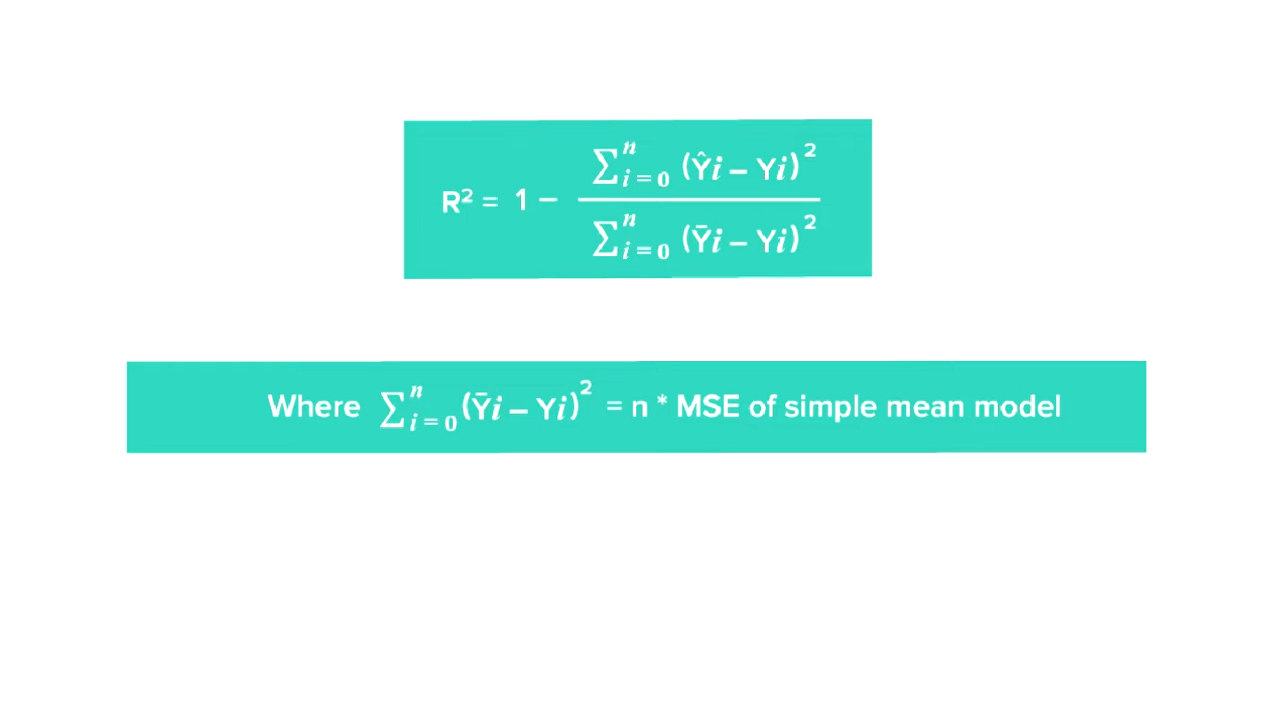 R² = 1 − ∑ⁿᵢ₌₀ (Ŷi − Yi)² / ∑ⁿᵢ₌₀ (Ȳi − Yi)²
Where ∑ⁿᵢ₌₀ (Ȳi − Yi)² = n * MSE of simple mean model